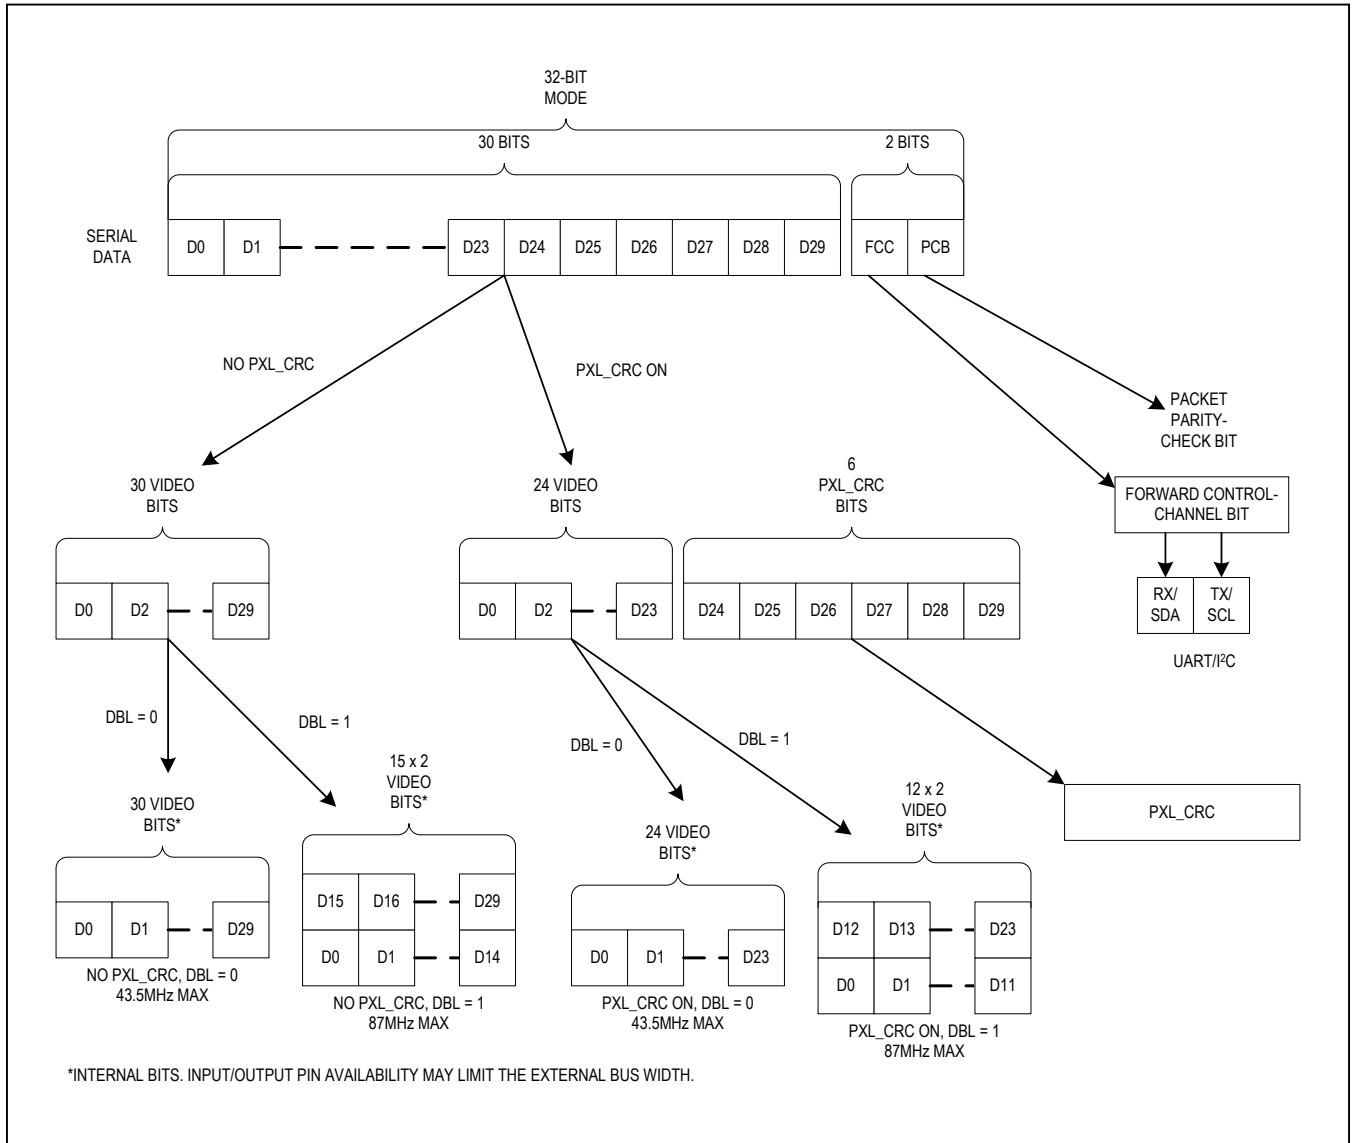 32-BIT
MODE
30 BITS
2 BITS
SERIAL
DATA
D0 D1 D23 D24 D25 D26 D27 D28 D29 FCC PCB
NO PXL_CRC
PXL_CRC ON
PACKET
PARITY-
CHECK BIT
30 VIDEO
BITS
24 VIDEO
BITS
6
PXL_CRC
BITS
FORWARD CONTROL-
CHANNEL BIT
D0 D2 D29
D0 D2 D23
D24 D25 D26 D27 D28 D29
RX/
SDA
TX/
SCL
UART/I²C
DBL = 0
DBL = 1
DBL = 0
DBL = 1
30 VIDEO
BITS*
15 x 2
VIDEO
BITS*
24 VIDEO
BITS*
12 x 2
VIDEO
BITS*
PXL_CRC
D0 D1 D29
NO PXL_CRC, DBL = 0
43.5MHz MAX
D15 D16 D29
D0 D1 D14
NO PXL_CRC, DBL = 1
87MHz MAX
D0 D1 D23
PXL_CRC ON, DBL = 0
43.5MHz MAX
D12 D13 D23
D0 D1 D11
PXL_CRC ON, DBL = 1
87MHz MAX
*INTERNAL BITS. INPUT/OUTPUT PIN AVAILABILITY MAY LIMIT THE EXTERNAL BUS WIDTH.